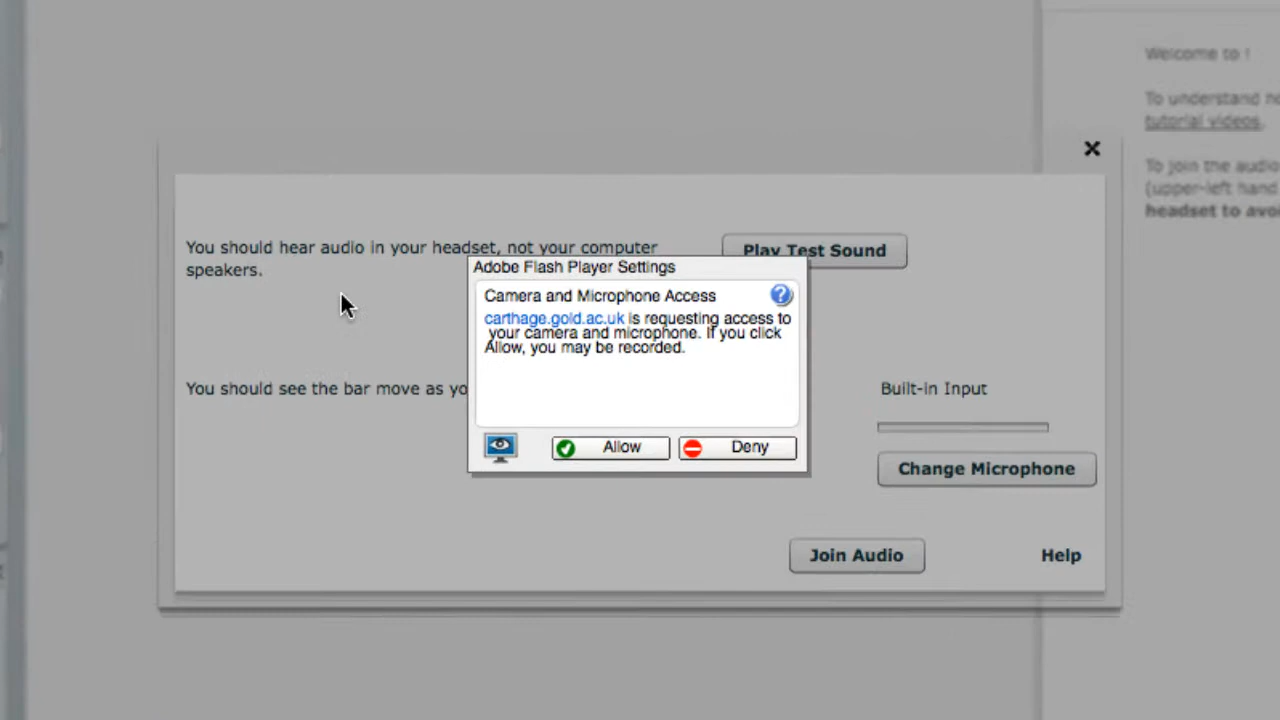 Welcome to !
To understand
tutorial videos.
To join the audio
(upper-left hand
headset to
You should hear audio in your headset, not your computer
speakers.
Play Test Sound
Adobe Flash Player Settings
Camera and Microphone Access
carthage.gold.ac.uk is requesting access to
your camera and microphone. If you click
Allow, you may be recorded.
You should see the bar move as
Built-in Input
Allow
Deny
Change Microphone
Join Audio
Help